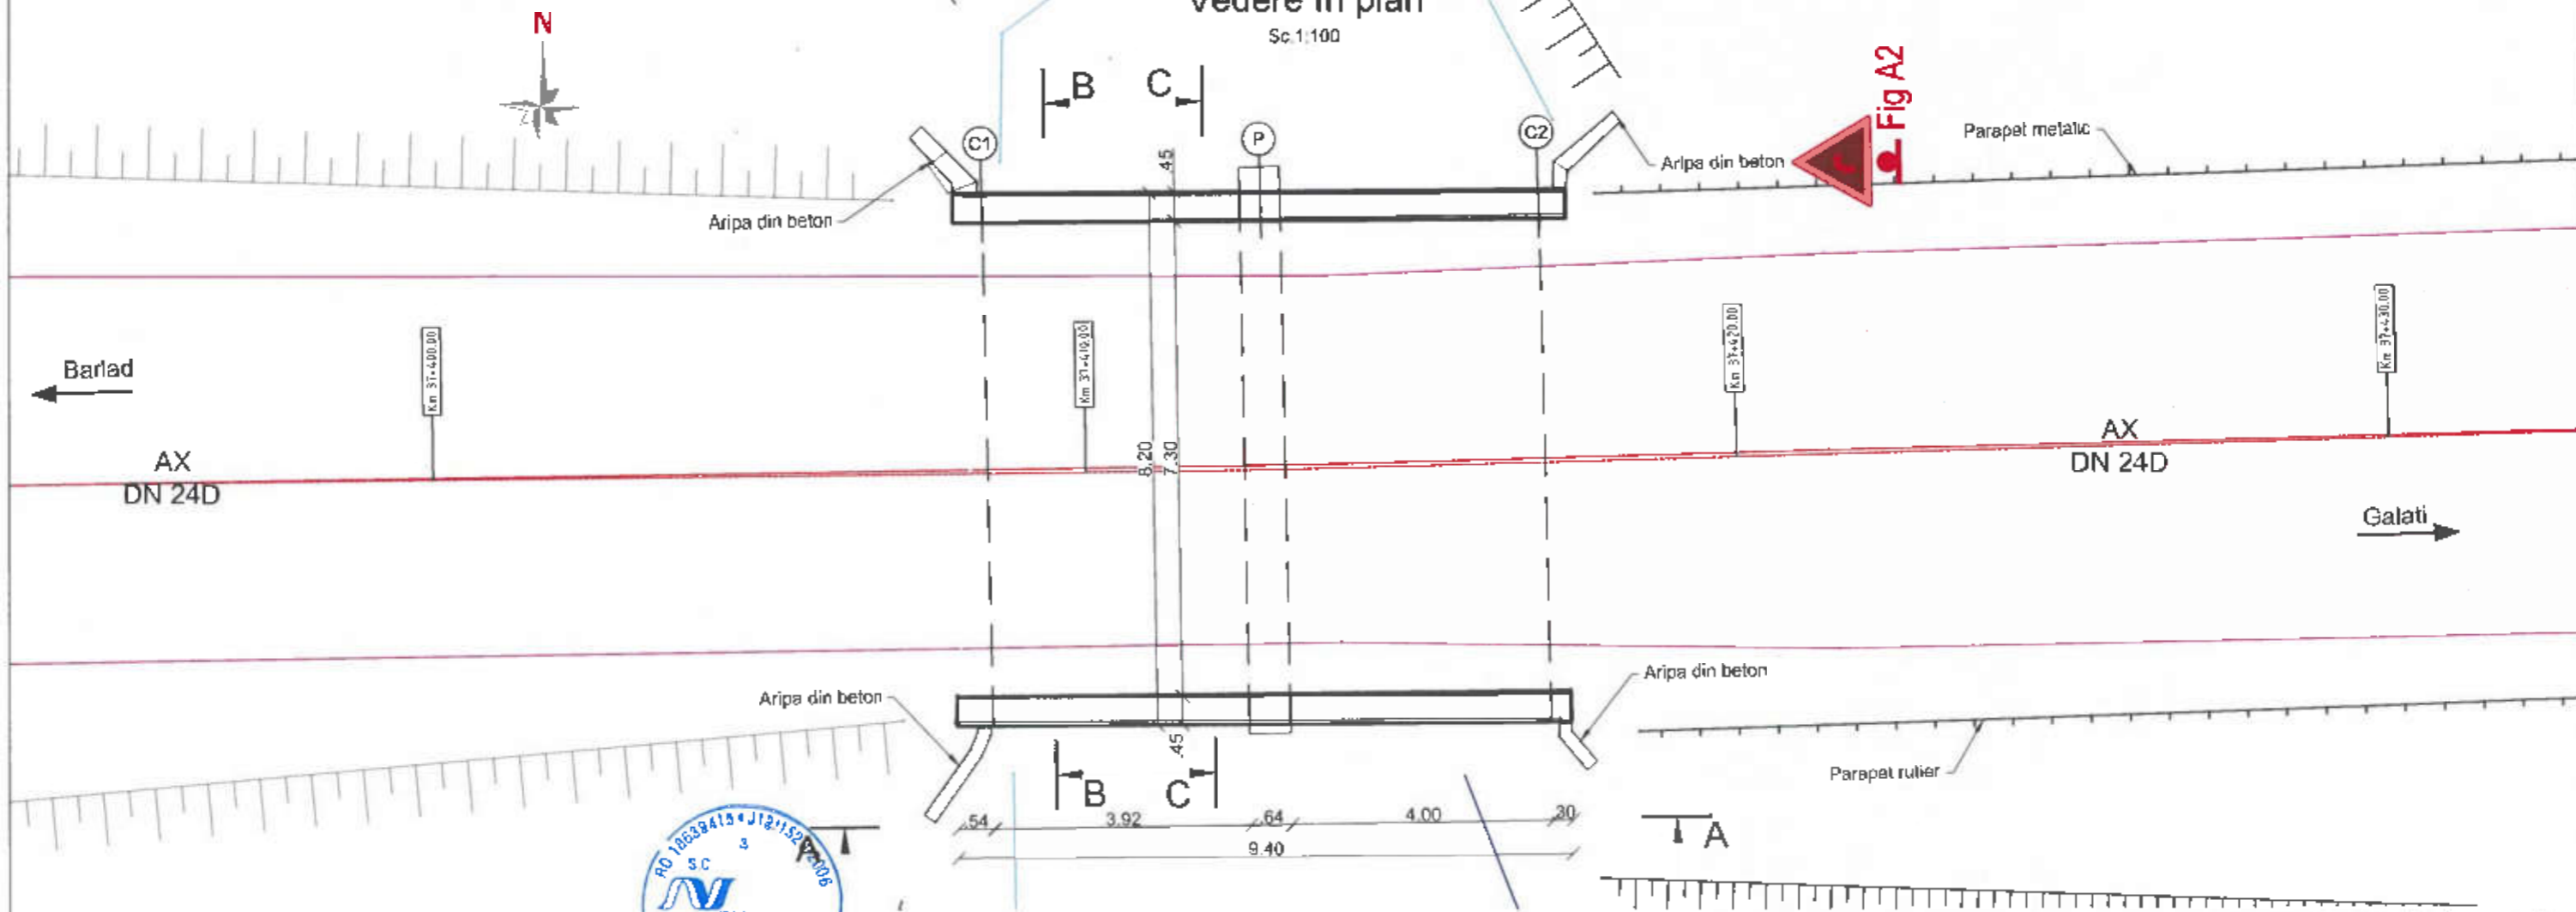 Vedere in plan
Sc.1:100
N
B C
Fig A2
Parapet metalic
C1
P
C2
.45
Aripa din beton
Aripa din beton
Km 37+400.00
Km 37+410.00
Km 37+420.00
Km 37+430.00
Barlad
AX
DN 24D
8.20
7.30
AX
DN 24D
Galati
Aripa din beton
Aripa din beton
.45
Parapet rutier
B C
.54 3.92 .64 4.00 .30
9.40
A
A
S.C